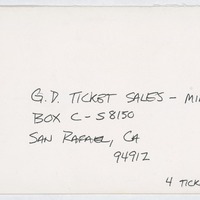 G.D. TICKET SALES - MI
BOX C-S8150
SAN RAFAEL, CA
94912
4 TICK